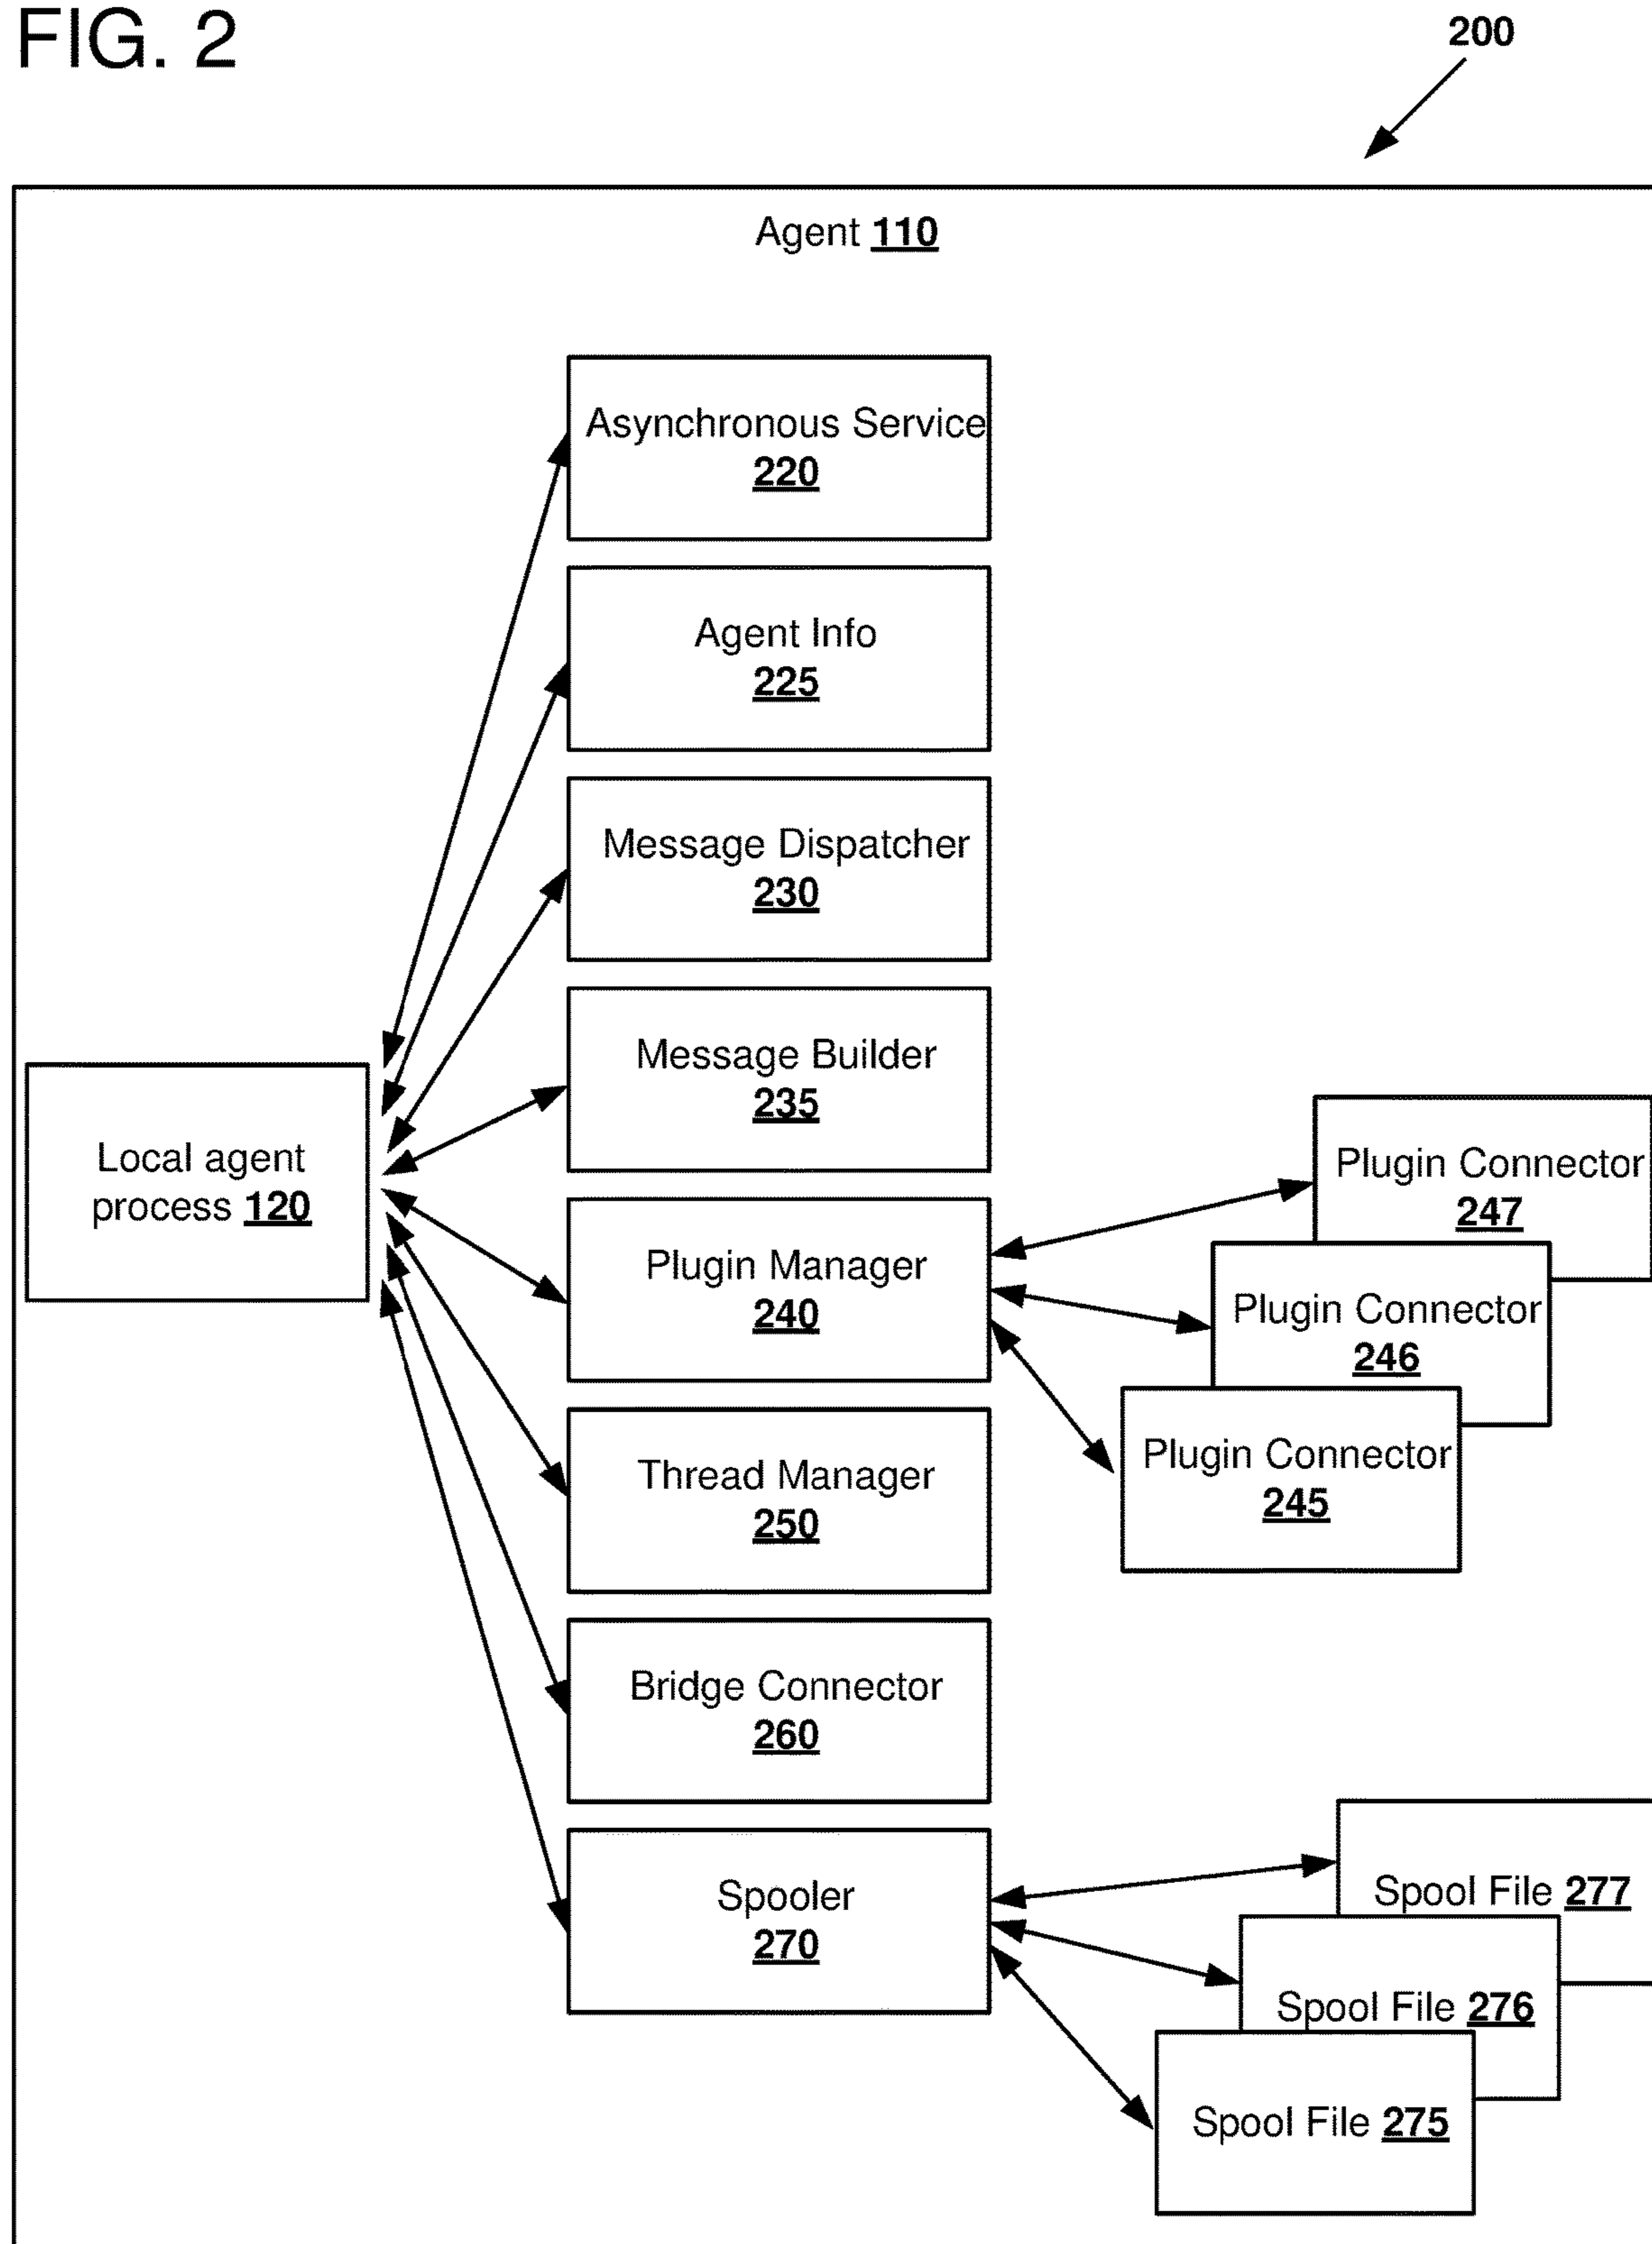 FIG. 2
200
Agent 110
Asynchronous Service
220
Agent Info
225
Message Dispatcher
230
Message Builder
235
Local agent
process 120
Plugin Manager
240
Plugin Connector
247
Plugin Connector
246
Plugin Connector
245
Thread Manager
250
Bridge Connector
260
Spooler
270
Spool File 277
Spool File 276
Spool File 275